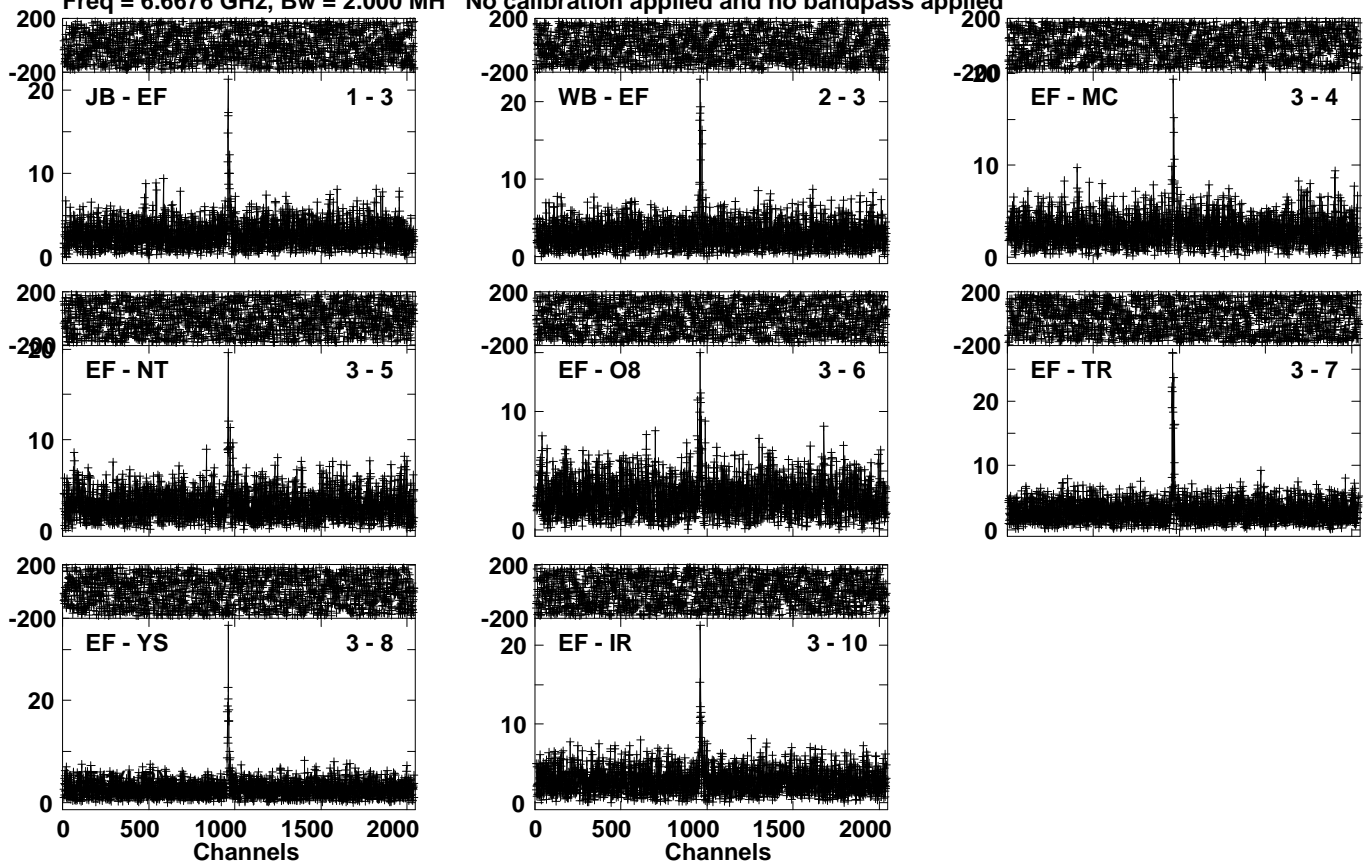 Freq = 6.6676 GHz, Bw = 2.000 MH No calibration applied and no bandpass applied
200 200 200
-200 -200 -200
20 20 20
JB - EF 1 - 3 WB - EF 2 - 3 EF - MC 3 - 4
10 10 10
0 0 0
200 200 200
-200 -200 -200
20
EF - NT 3 - 5 EF - O8 3 - 6 EF - TR 3 - 7
20
10 10 10
0 0 0
200 200
-200 -200
EF - YS 3 - 8 EF - IR 3 - 10
20 20
10
0 0
0 500 1000 1500 2000 0 500 1000 1500 2000
Channels Channels